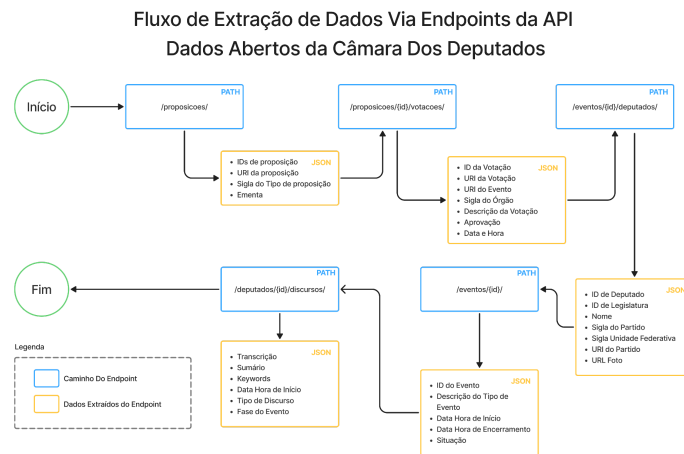 Fluxo de Extração de Dados Via Endpoints da API
Dados Abertos da Câmara Dos Deputados
Início
PATH
/proposicoes/
PATH
/proposicoes/{id}/votacoes/
PATH
/eventos/{id}/deputados/
JSON
IDs de proposição
URI da proposição
Sigla do Tipo de proposição
Ementa
JSON
ID da Votação
URI da Votação
URI do Evento
Sigla do Órgão
Descrição da Votação
Aprovação
Data e Hora
Fim
PATH
/deputados/{id}/discursos/
PATH
/eventos/{id}/
JSON
ID de Deputado
ID de Legislatura
Nome
Sigla do Partido
Sigla Unidade Federativa
URI do Partido
URL Foto
JSON
Transcrição
Sumário
Keywords
Data Hora de Início
Tipo de Discurso
Fase do Evento
JSON
ID do Evento
Descrição do Tipo de
Evento
Data Hora de Início
Data Hora de Encerramento
Situação
Legenda
Caminho Do Endpoint
Dados Extraídos do Endpoint